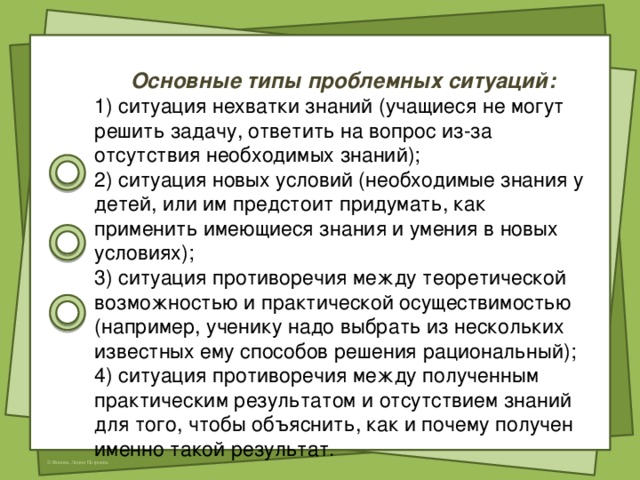 Основные типы проблемных ситуаций:
1) ситуация нехватки знаний (учащиеся не могут
решить задачу, ответить на вопрос из-за
отсутствия необходимых знаний);
2) ситуация новых условий (необходимые знания у
детей, или им предстоит придумать, как
применить имеющиеся знания и умения в новых
условиях);
3) ситуация противоречия между теоретической
возможностью и практической осуществимостью
(например, ученику надо выбрать из нескольких
известных ему способов решения рациональный);
4) ситуация противоречия между полученным
практическим результатом и отсутствием знаний
для того, чтобы объяснить, как и почему получен
именно такой результат.